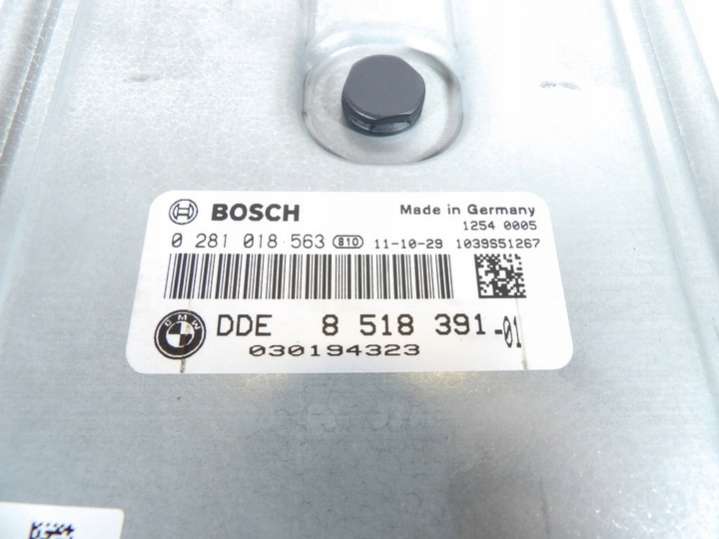 BOSCH Made in Germany
1254 0005
0 281 018 563 810 11-10-29 1039S51267
BMW DDE 8 518 391-01
030194323